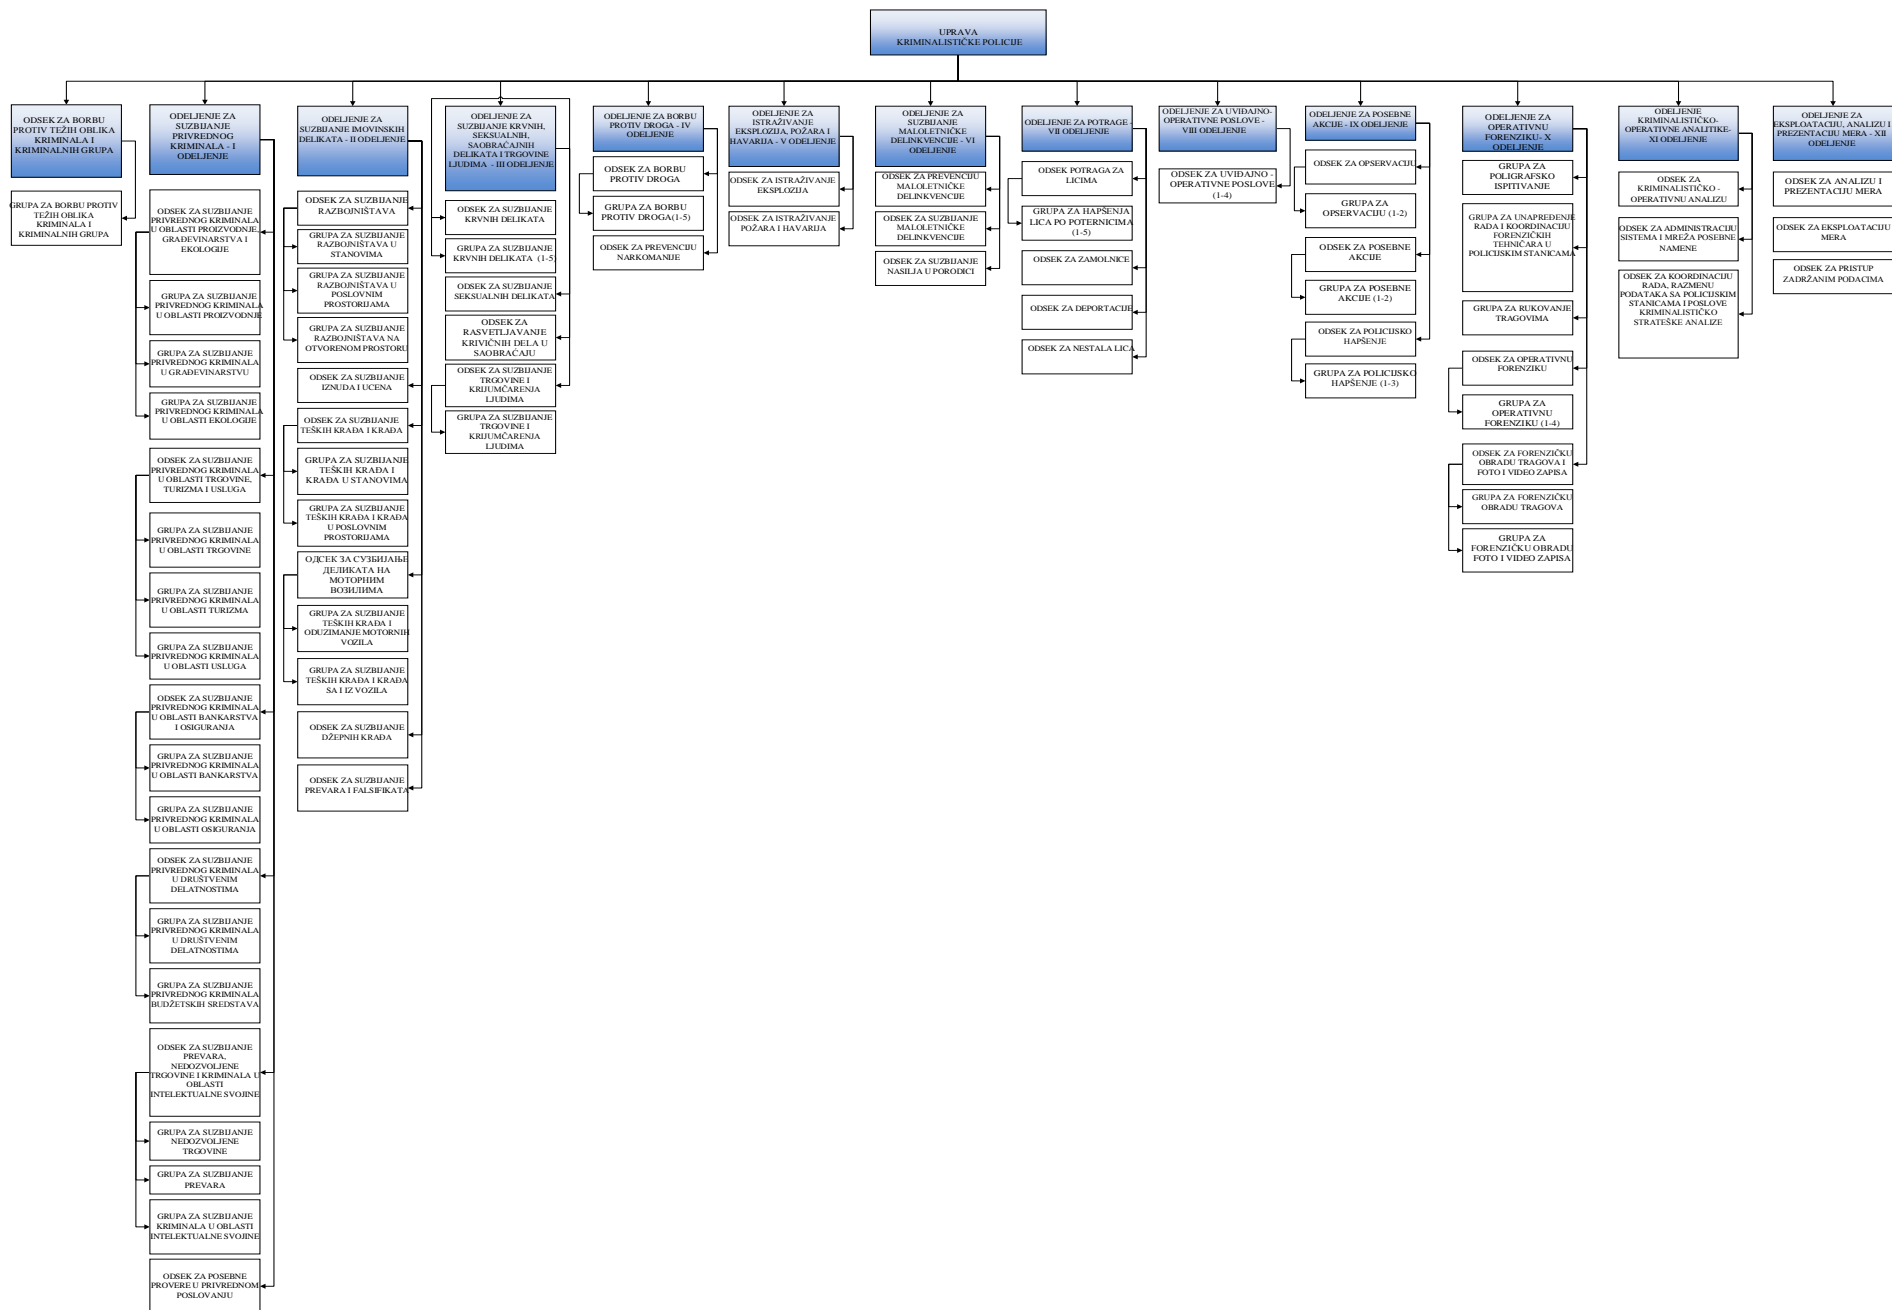 UPRAVA
KRIMINALISTIČKE POLICIJE
ODSEK ZA BORBU
PROTIV TEŽIH OBLIKA
KRIMINALA I
KRIMINALNIH GRUPA
GRUPA ZA BORBU PROTIV
TEŽIH OBLIKA
KRIMINALA I
KRIMINALNIH GRUPA
ODELJENJE ZA
SUZBIJANJE
PRIVREDNOG
KRIMINALA - I
ODELJENJE
ODSEK ZA SUZBIJANJE
PRIVREDNOG KRIMINALA
U OBLASTI PROIZVODNJE,
GRAĐEVINARSTVA I
EKOLOGIJE
GRUPA ZA SUZBIJANJE
PRIVREDNOG KRIMINALA
U OBLASTI PROIZVODNJE
GRUPA ZA SUZBIJANJE
PRIVREDNOG KRIMINALA
U GRAĐEVINARSTVU
GRUPA ZA SUZBIJANJE
PRIVREDNOG KRIMINALA
U OBLASTI EKOLOGIJE
ODSEK ZA SUZBIJANJE
PRIVREDNOG KRIMINALA
U OBLASTI TRGOVINE,
TURIZMA I USLUGA
GRUPA ZA SUZBIJANJE
PRIVREDNOG KRIMINALA
U OBLASTI TRGOVINE
GRUPA ZA SUZBIJANJE
PRIVREDNOG KRIMINALA
U OBLASTI TURIZMA
GRUPA ZA SUZBIJANJE
PRIVREDNOG KRIMINALA
U OBLASTI USLUGA
ODSEK ZA SUZBIJANJE
PRIVREDNOG KRIMINALA
U OBLASTI BANKARSTVA
I OSIGURANJA
GRUPA ZA SUZBIJANJE
PRIVREDNOG KRIMINALA
U OBLASTI BANKARSTVA
GRUPA ZA SUZBIJANJE
PRIVREDNOG KRIMINALA
U OBLASTI OSIGURANJA
ODSEK ZA SUZBIJANJE
PRIVREDNOG KRIMINALA
U DRUŠTVENIM
DELATNOSTIMA
GRUPA ZA SUZBIJANJE
PRIVREDNOG KRIMINALA
U DRUŠTVENIM
DELATNOSTIMA
GRUPA ZA SUZBIJANJE
PRIVREDNOG KRIMINALA
BUDŽETSKIH SREDSTAVA
ODSEK ZA SUZBIJANJE
PREVARA,
NEDOZVOLJENE
TRGOVINE I KRIMINALA U
OBLASTI
INTELEKTUALNE SVOJINE
GRUPA ZA SUZBIJANJE
NEDOZVOLJENE
TRGOVINE
GRUPA ZA SUZBIJANJE
PREVARA
GRUPA ZA SUZBIJANJE
KRIMINALA U OBLASTI
INTELEKTUALNE SVOJINE
ODSEK ZA POSEBNE
PROVERE U PRIVREDNOM
POSLOVANJU
ODELJENJE ZA
SUZBIJANJE IMOVINSKIH
DELIKATA - II ODELJENJE
ODSEK ZA SUZBIJANJE
RAZBOJNIŠTAVA
GRUPA ZA SUZBIJANJE
RAZBOJNIŠTAVA U
STANOVIMA
GRUPA ZA SUZBIJANJE
RAZBOJNIŠTAVA U
POSLOVNIM
PROSTORIJAMA
GRUPA ZA SUZBIJANJE
RAZBOJNIŠTAVA NA
OTVORENOM PROSTORU
ODSEK ZA SUZBIJANJE
IZNUDA I UCENA
ODSEK ZA SUZBIJANJE
TEŠKIH KRAĐA I KRAĐA
GRUPA ZA SUZBIJANJE
TEŠKIH KRAĐA I
KRAĐA U STANOVIMA
GRUPA ZA SUZBIJANJE
TEŠKIH KRAĐA I KRAĐA
U POSLOVNIM
PROSTORIJAMA
ОДСЕК ЗА СУЗБИЈАЊЕ
ДЕЛИКАТА НА
МОТОРНИМ
ВОЗИЛИМА
GRUPA ZA SUZBIJANJE
TEŠKIH KRAĐA I
ODUZIMANJE MOTORNIH
VOZILA
GRUPA ZA SUZBIJANJE
TEŠKIH KRAĐA I KRAĐA
SA I IZ VOZILA
ODSEK ZA SUZBIJANJE
DŽEPNIH KRAĐA
ODSEK ZA SUZBIJANJE
PREVARA I FALSIFIKATA
ODELJENJE ZA
SUZBIJANJE KRVNIH,
SEKSUALNIH,
SAOBRAĆAJNIH
DELIKATA I TRGOVINE
LJUDIMA - III ODELJENJE
ODSEK ZA SUZBIJANJE
KRVNIH DELIKATA
GRUPA ZA SUZBIJANJE
KRVNIH DELIKATA (1-5)
ODSEK ZA SUZBIJANJE
SEKSUALNIH DELIKATA
ODSEK ZA
RASVETLJAVANJE
KRIVIČNIH DELA U
SAOBRAĆAJU
ODSEK ZA SUZBIJANJE
TRGOVINE I
KRIJUMČARENJA
LJUDIMA
GRUPA ZA SUZBIJANJE
TRGOVINE I
KRIJUMČARENJA
LJUDIMA
ODELJENJE ZA BORBU
PROTIV DROGA - IV
ODELJENJE
ODSEK ZA BORBU
PROTIV DROGA
GRUPA ZA BORBU
PROTIV DROGA(1-5)
ODSEK ZA PREVENCIJU
NARKOMANIJE
ODELJENJE ZA
ISTRAŽIVANJE
EKSPLOZIJA, POŽARA I
HAVARIJA - V ODELJENJE
ODSEK ZA ISTRAŽIVANJE
EKSPLOZIJA
ODSEK ZA ISTRAŽIVANJE
POŽARA I HAVARIJA
ODELJENJE ZA
SUZBIJANJE
MALOLETNIČKE
DELINKVENCIJE - VI
ODELJENJE
ODSEK ZA PREVENCIJU
MALOLETNIČKE
DELINKVENCIJE
ODSEK ZA SUZBIJANJE
MALOLETNIČKE
DELINKVENCIJE
ODSEK ZA SUZBIJANJE
NASILJA U PORODICI
ODELJENJE ZA POTRAGE -
VII ODELJENJE
ODSEK POTRAGA ZA
LICIMA
GRUPA ZA HAPŠENJA
LICA PO POTERNICIMA
(1-5)
ODSEK ZA ZAMOLNICE
ODSEK ZA DEPORTACIJE
ODSEK ZA NESTALA LICA
ODELJENJE ZA UVIĐAJNO-
OPERATIVNE POSLOVE -
VIII ODELJENJE
ODSEK ZA UVIĐAJNO -
OPERATIVNE POSLOVE
(1-4)
ODELJENJE ZA POSEBNE
AKCIJE - IX ODELJENJE
ODSEK ZA OPSERVACIJU
GRUPA ZA
OPSERVACIJU (1-2)
ODSEK ZA POSEBNE
AKCIJE
GRUPA ZA POSEBNE
AKCIJE (1-2)
ODSEK ZA POLICIJSKO
HAPŠENJE
GRUPA ZA POLICIJSKO
HAPŠENJE (1-3)
ODELJENJE ZA
OPERATIVNU
FORENZIKU- X
ODELJENJE
GRUPA ZA
POLIGRAFSKO
ISPITIVANJE
GRUPA ZA UNAPREĐENJE
RADA I KOORDINACIJU
FORENZIČKIH
TEHNIČARA U
POLICIJSKIM STANICAMA
GRUPA ZA RUKOVANJE
TRAGOVIMA
ODSEK ZA OPERATIVNU
FORENZIKU
GRUPA ZA
OPERATIVNU
FORENZIKU (1-4)
ODSEK ZA FORENZIČKU
OBRADU TRAGOVA I
FOTO I VIDEO ZAPISA
GRUPA ZA FORENZIČKU
OBRADU TRAGOVA
GRUPA ZA
FORENZIČKU OBRADU
FOTO I VIDEO ZAPISA
ODELJENJE
KRIMINALISTIČKO-
OPERATIVNE ANALITIKE-
XI ODELJENJE
ODSEK ZA
KRIMINALISTIČKO -
OPERATIVNU ANALIZU
ODSEK ZA ADMINISTRACIJU
SISTEMA I MREŽA POSEBNE
NAMENE
ODSEK ZA KOORDINACIJU
RADA, RAZMENU
PODATAKA SA POLICIJSKIM
STANICAMA I POSLOVE
KRIMINALISTIČKO
STRATEŠKE ANALIZE
ODELJENJE ZA
EKSPLOATACIJU, ANALIZU I
PREZENTACIJU MERA - XII
ODELJENJE
ODSEK ZA ANALIZU I
PREZENTACIJU MERA
ODSEK ZA EKSPLOATACIJU
MERA
ODSEK ZA PRISTUP
ZADRŽANIM PODACIMA